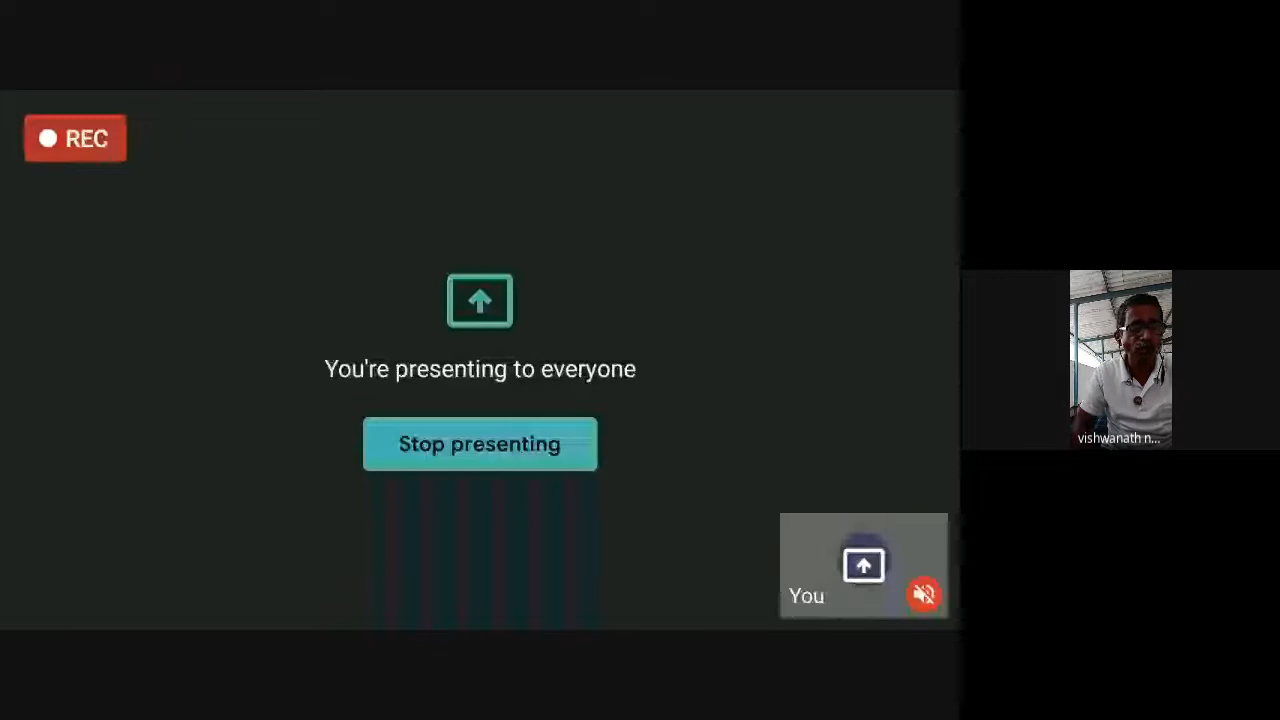 REC
You're presenting to everyone
Stop presenting
You
vishwanath n...